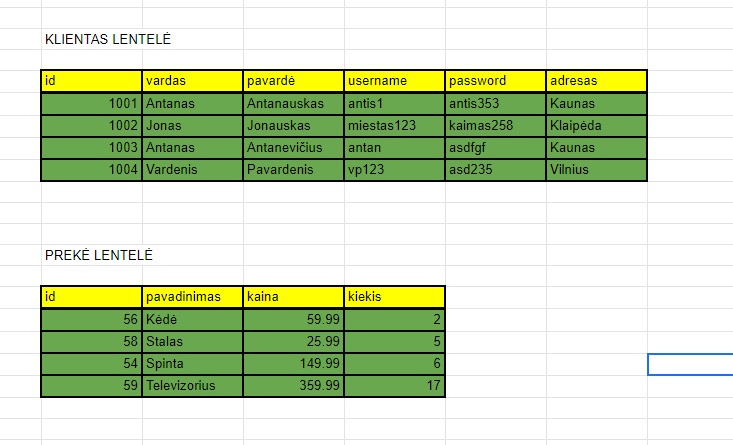 KLIENTAS LENTELĖ
id vardas pavardė username password adresas
1001 Antanas Antanauskas antis1 antis353 Kaunas
1002 Jonas Jonauskas miestas123 kaimas258 Klaipėda
1003 Antanas Antanevičius antan asdfgf Kaunas
1004 Vardenis Pavardenis vp123 asd235 Vilnius
PREKĖ LENTELĖ
id pavadinimas kaina kiekis
56 Kėdė 59.99 2
58 Stalas 25.99 5
54 Spinta 149.99 6
59 Televizorius 359.99 17